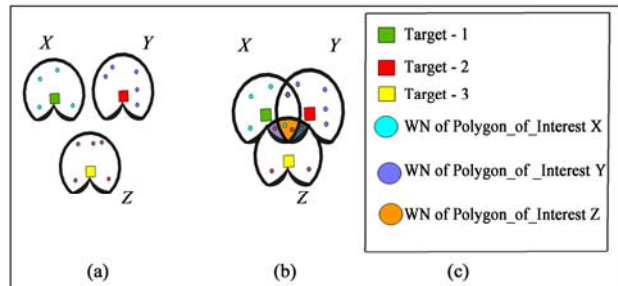 X
Y
Z
(a)
X
Y
Z
(b)
Target - 1
Target - 2
Target - 3
WN of Polygon_of_Interest X
WN of Polygon_of _Interest Y
WN of Polygon_of_Interest Z
(c)